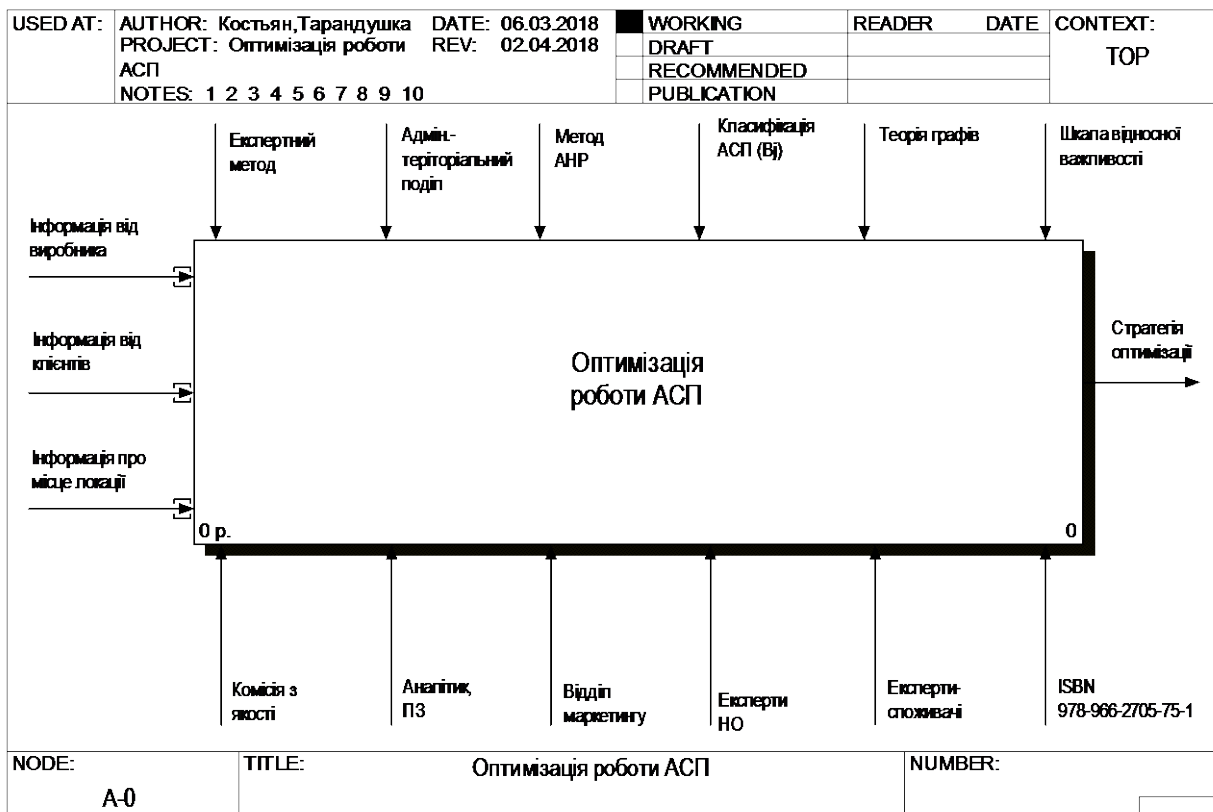 USED AT:
AUTHOR: Костьян,Тарандушка DATE: 06.03.2018
PROJECT: Оптимізація роботи REV: 02.04.2018
АСП
NOTES: 1 2 3 4 5 6 7 8 9 10
WORKING
DRAFT
RECOMMENDED
PUBLICATION
READER DATE
CONTEXT:
TOP
Експертний
метод
Адмін.-
теріторіальний
поділ
Метод
АНР
Класифікація
АСП (Bj)
Теорія графів
Шкала відносної
важливості
Інформація від
виробника
Інформація від
клієнтів
Інформація про
місце локації
Оптимізація
роботи АСП
0 р.
0
Стратегія
оптимізації
Комісія з
якості
Аналітик,
ПЗ
Відділ
маркетингу
Експерти
НО
Експерти-
споживачі
ISBN
978-966-2705-75-1
NODE:
A-0
TITLE:
Оптимізація роботи АСП
NUMBER: